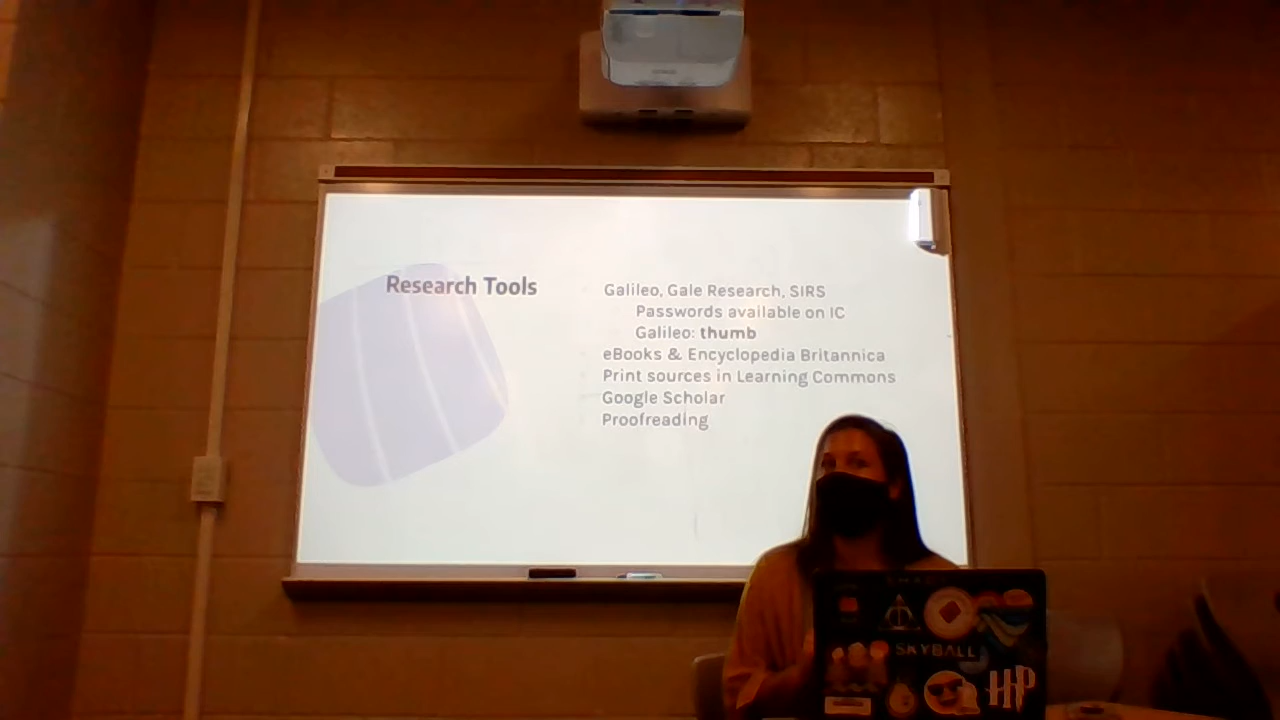 Research Tools
Galileo, Gale Research, SIRS
Passwords available on IC
Galileo: thumb
eBooks & Encyclopedia Britannica
Print sources in Learning Commons
Google Scholar
Proofreading
SKYBALL
HP